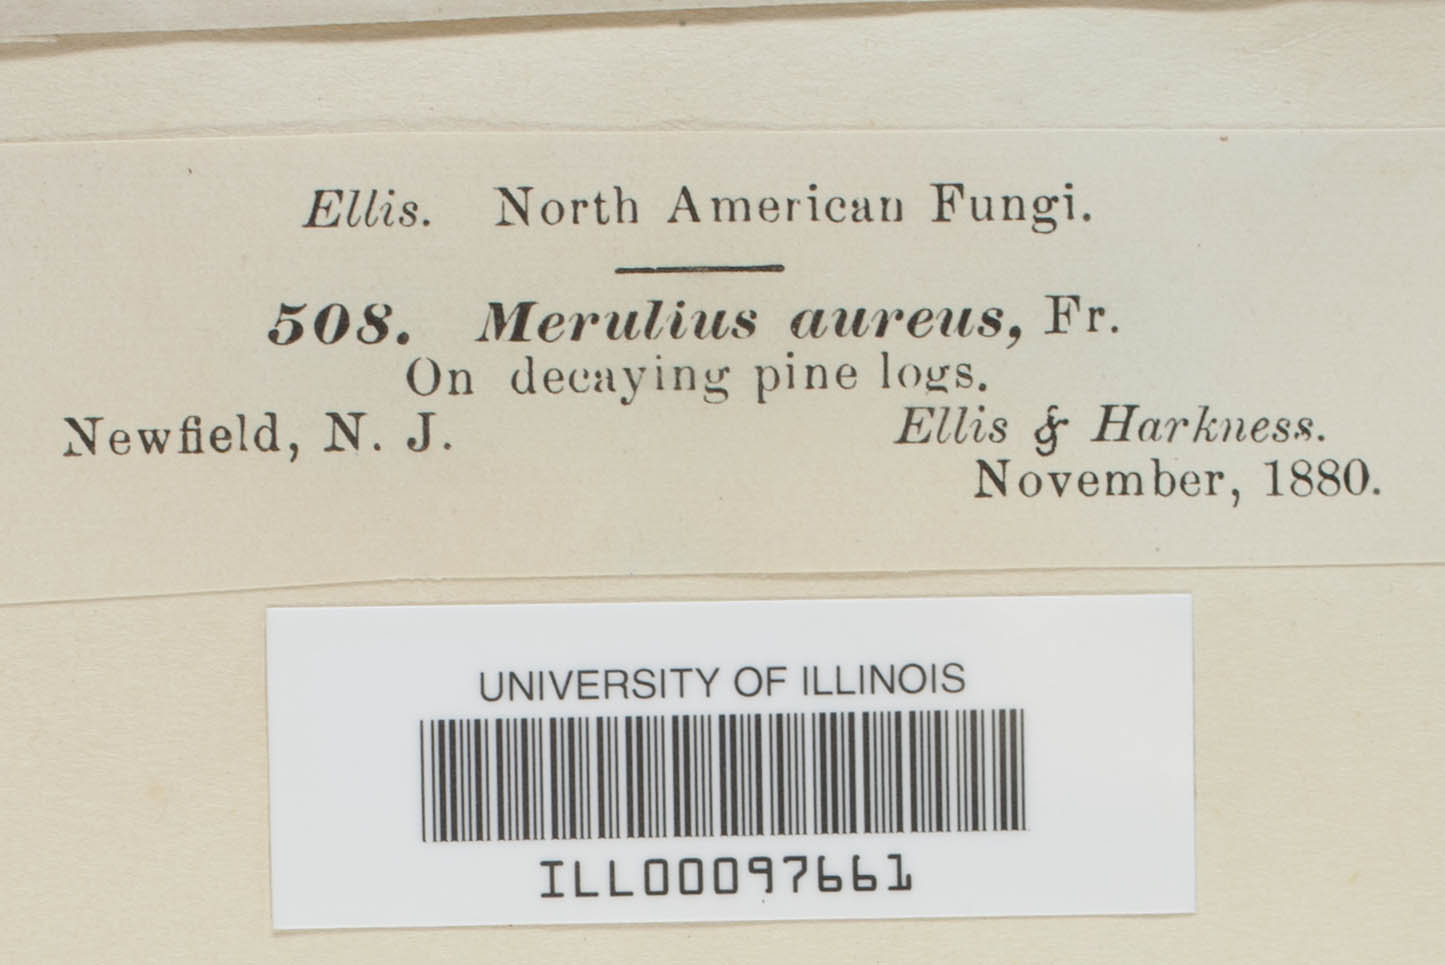 Ellis. North American Fungi.
508. Merulius aureus, Fr.
On decaying pine logs.
Newfield, N. J.
Ellis & Harkness.
November, 1880.
UNIVERSITY OF ILLINOIS
ILL00097661